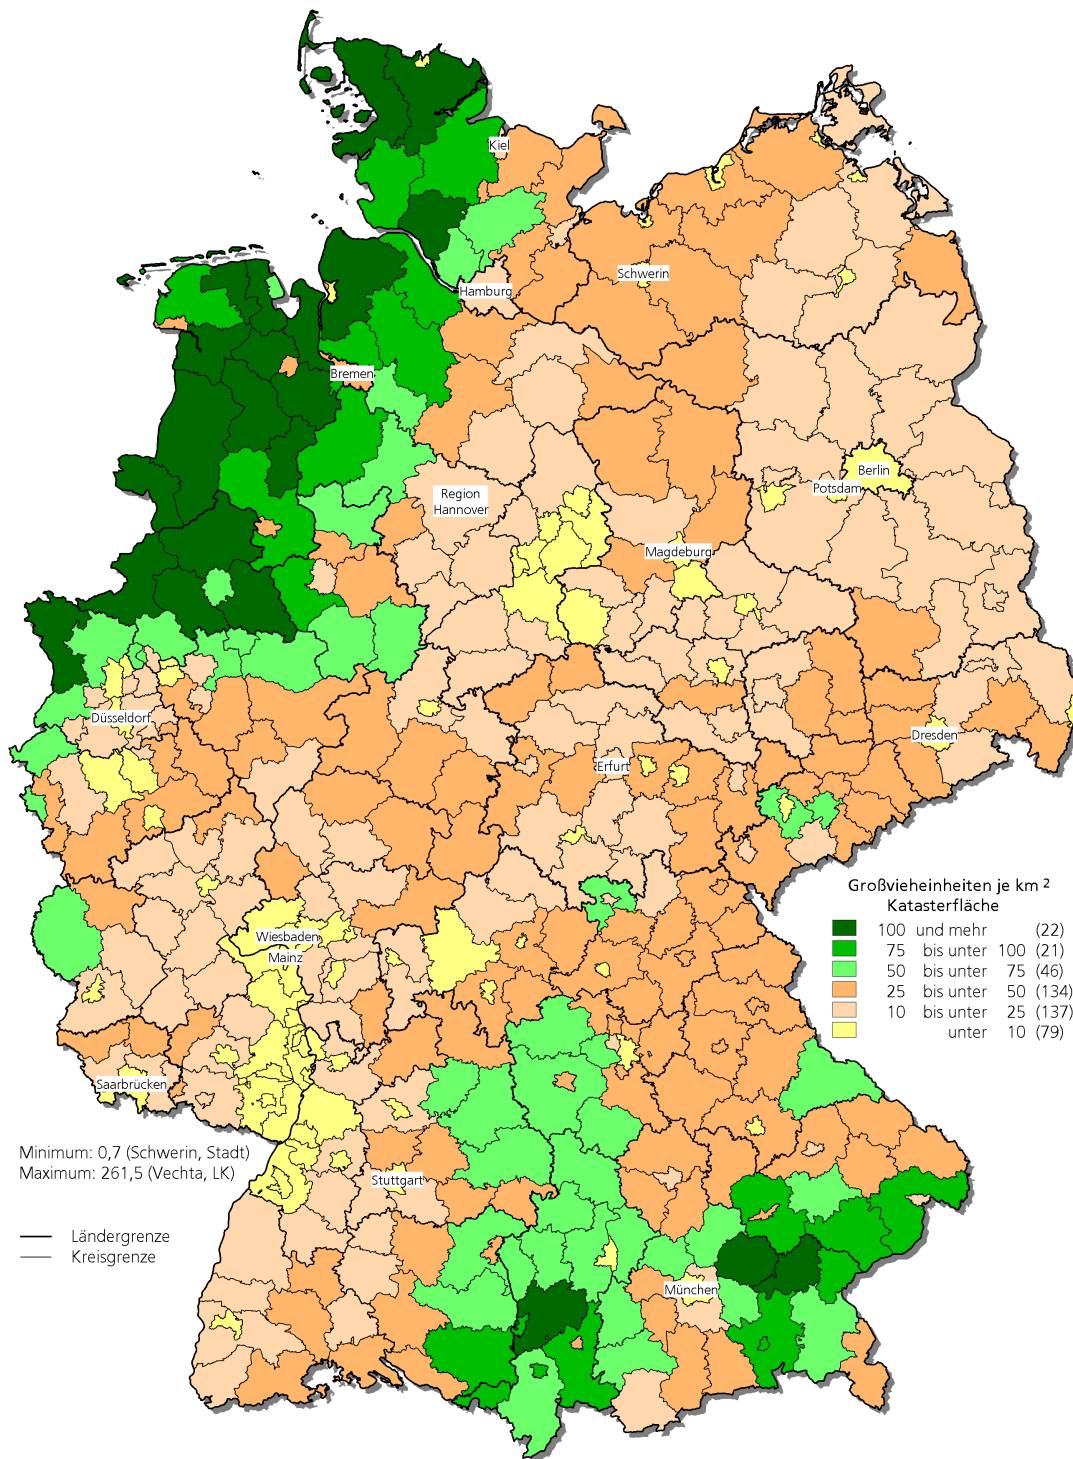 Kiel
Schwerin
Hamburg
Bremen
Berlin
Potsdam
Region
Hannover
Magdeburg
Düsseldorf
Dresden
Erfurt
Großvieheinheiten je km 2
Katasterfläche
100 und mehr (22)
75 bis unter 100 (21)
50 bis unter 75 (46)
25 bis unter 50 (134)
10 bis unter 25 (137)
unter 10 (79)
Wiesbaden
Mainz
Saarbrücken
Minimum: 0,7 (Schwerin, Stadt)
Maximum: 261,5 (Vechta, LK)
Stuttgart
Ländergrenze
Kreisgrenze
München